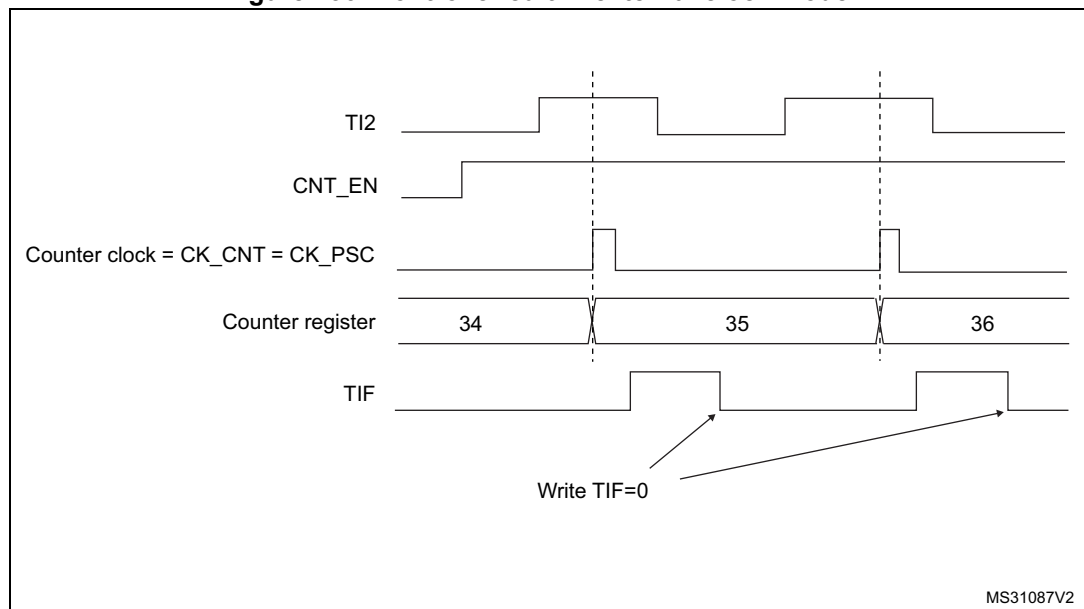 TI2
CNT_EN
Counter clock = CK_CNT = CK_PSC
Counter register
34
35
36
TIF
Write TIF=0
MS31087V2